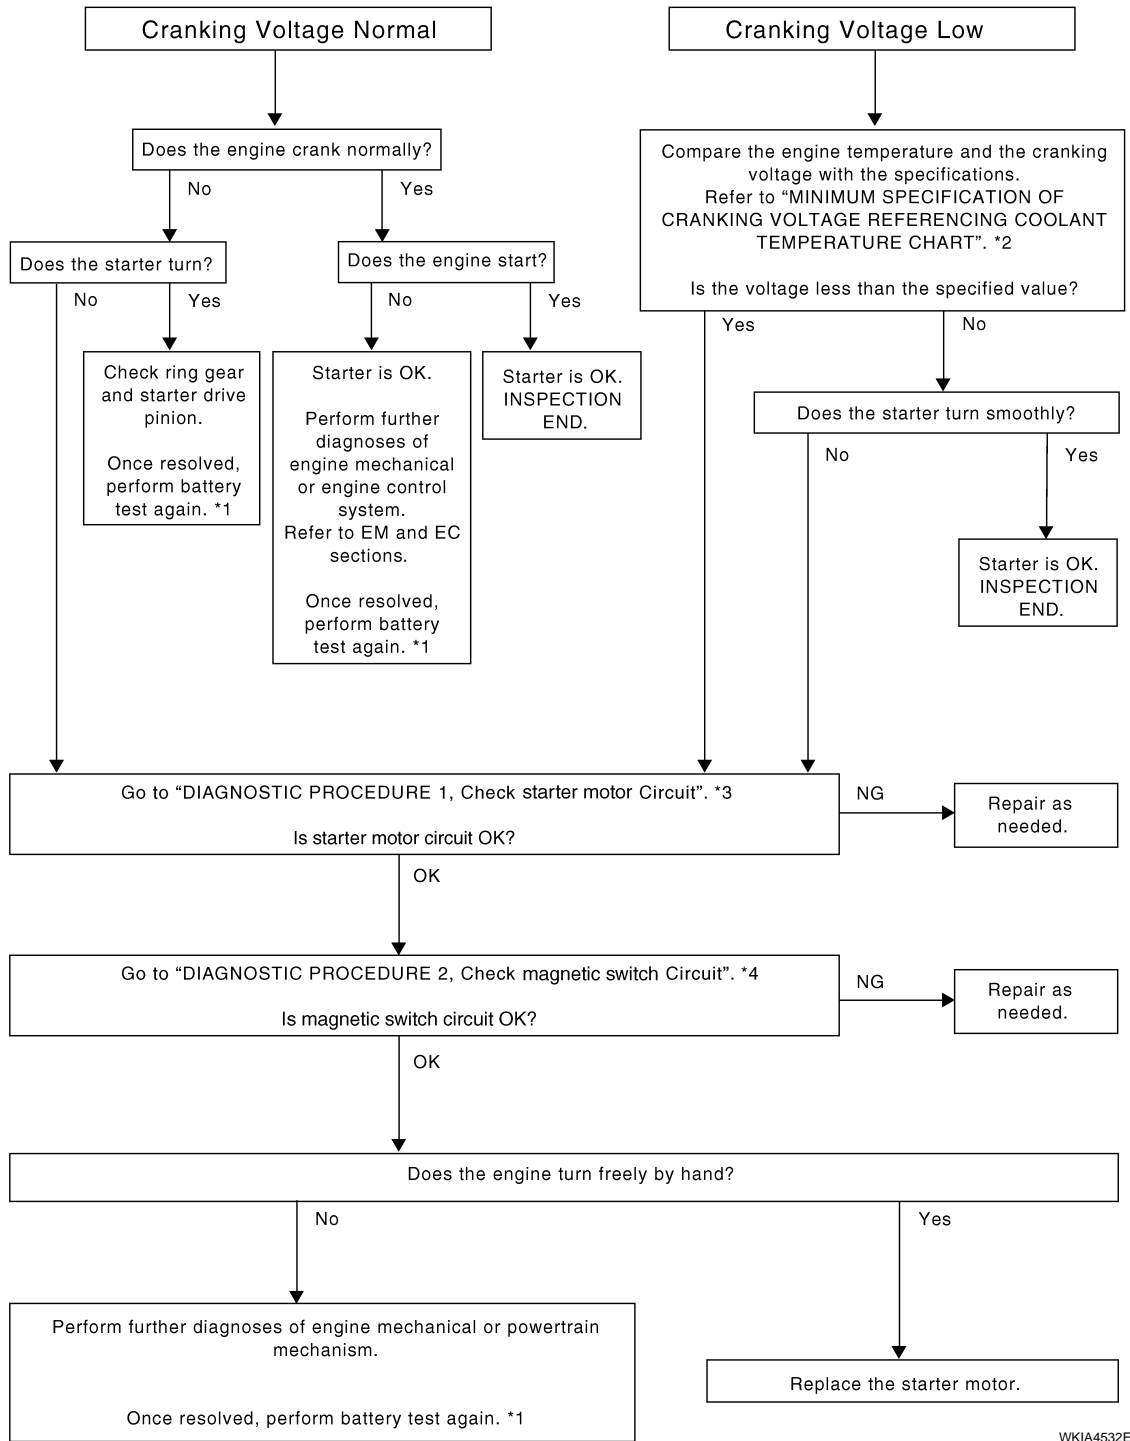 Cranking Voltage Normal
Cranking Voltage Low
Does the engine crank normally?
No
Yes
Does the starter turn?
No
Yes
Does the engine start?
No
Yes
Check ring gear
and starter drive
pinion.
Once resolved,
perform battery
test again. *1
Starter is OK.
Perform further
diagnoses of
engine mechanical
or engine control
system.
Refer to EM and EC
sections.
Once resolved,
perform battery
test again. *1
Starter is OK.
INSPECTION
END.
Compare the engine temperature and the cranking
voltage with the specifications.
Refer to “MINIMUM SPECIFICATION OF
CRANKING VOLTAGE REFERENCING COOLANT
TEMPERATURE CHART”. *2
Is the voltage less than the specified value?
Yes
No
Does the starter turn smoothly?
No
Yes
Starter is OK.
INSPECTION
END.
Go to “DIAGNOSTIC PROCEDURE 1, Check starter motor Circuit”. *3
Is starter motor circuit OK?
NG
Repair as
needed.
OK
Go to “DIAGNOSTIC PROCEDURE 2, Check magnetic switch Circuit”. *4
Is magnetic switch circuit OK?
NG
Repair as
needed.
OK
Does the engine turn freely by hand?
No
Yes
Perform further diagnoses of engine mechanical or powertrain
mechanism.
Once resolved, perform battery test again. *1
Replace the starter motor.
WKIA4532E